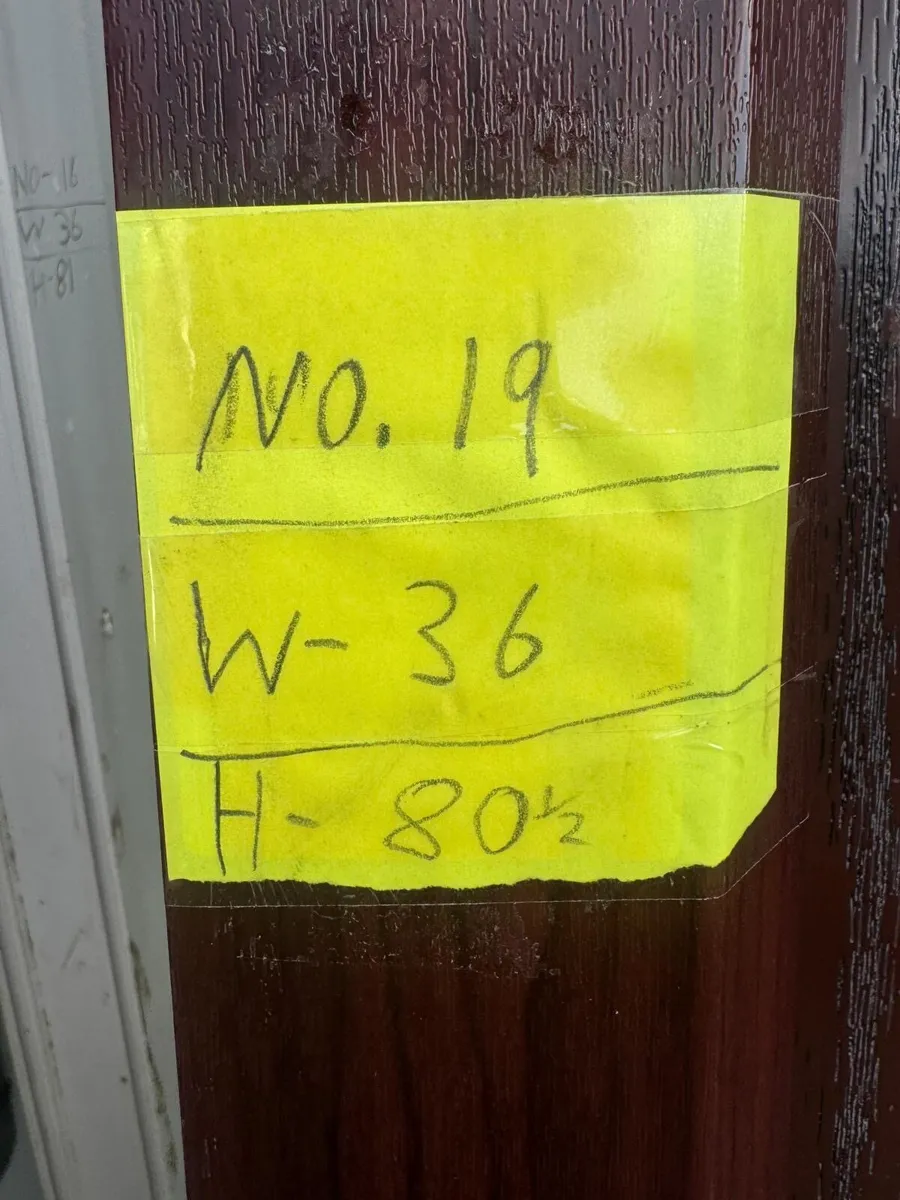 NO-16
W 36
H-81
NO. 19
W- 36
H- 80½